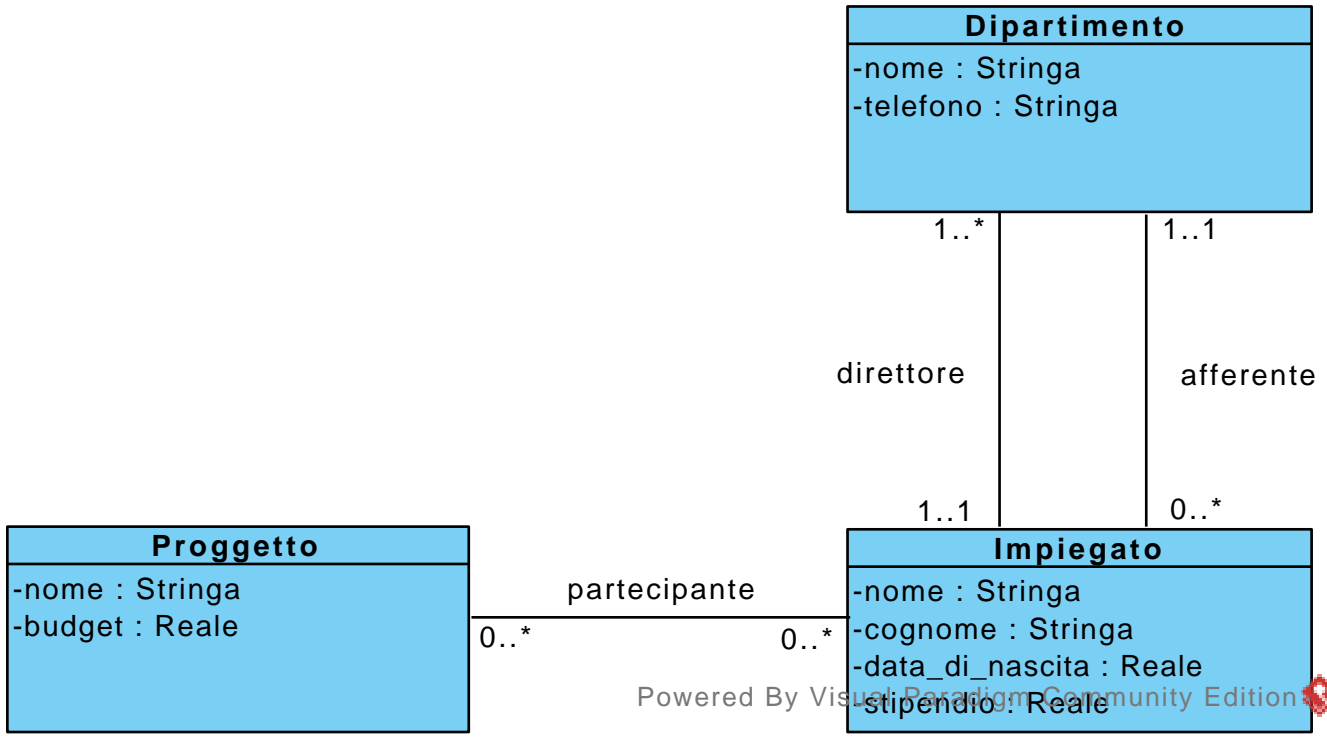 Dipartimento
-nome : Stringa
-telefono : Stringa
1..*
1..1
direttore
afferente
1..1
0..*
Proggetto
-nome : Stringa
-budget : Reale
partecipante
0..*
0..*
Impiegato
-nome : Stringa
-cognome : Stringa
-data_di_nascita : Reale
-stipendio : Reale
Powered By Visual Paradigm Community Edition